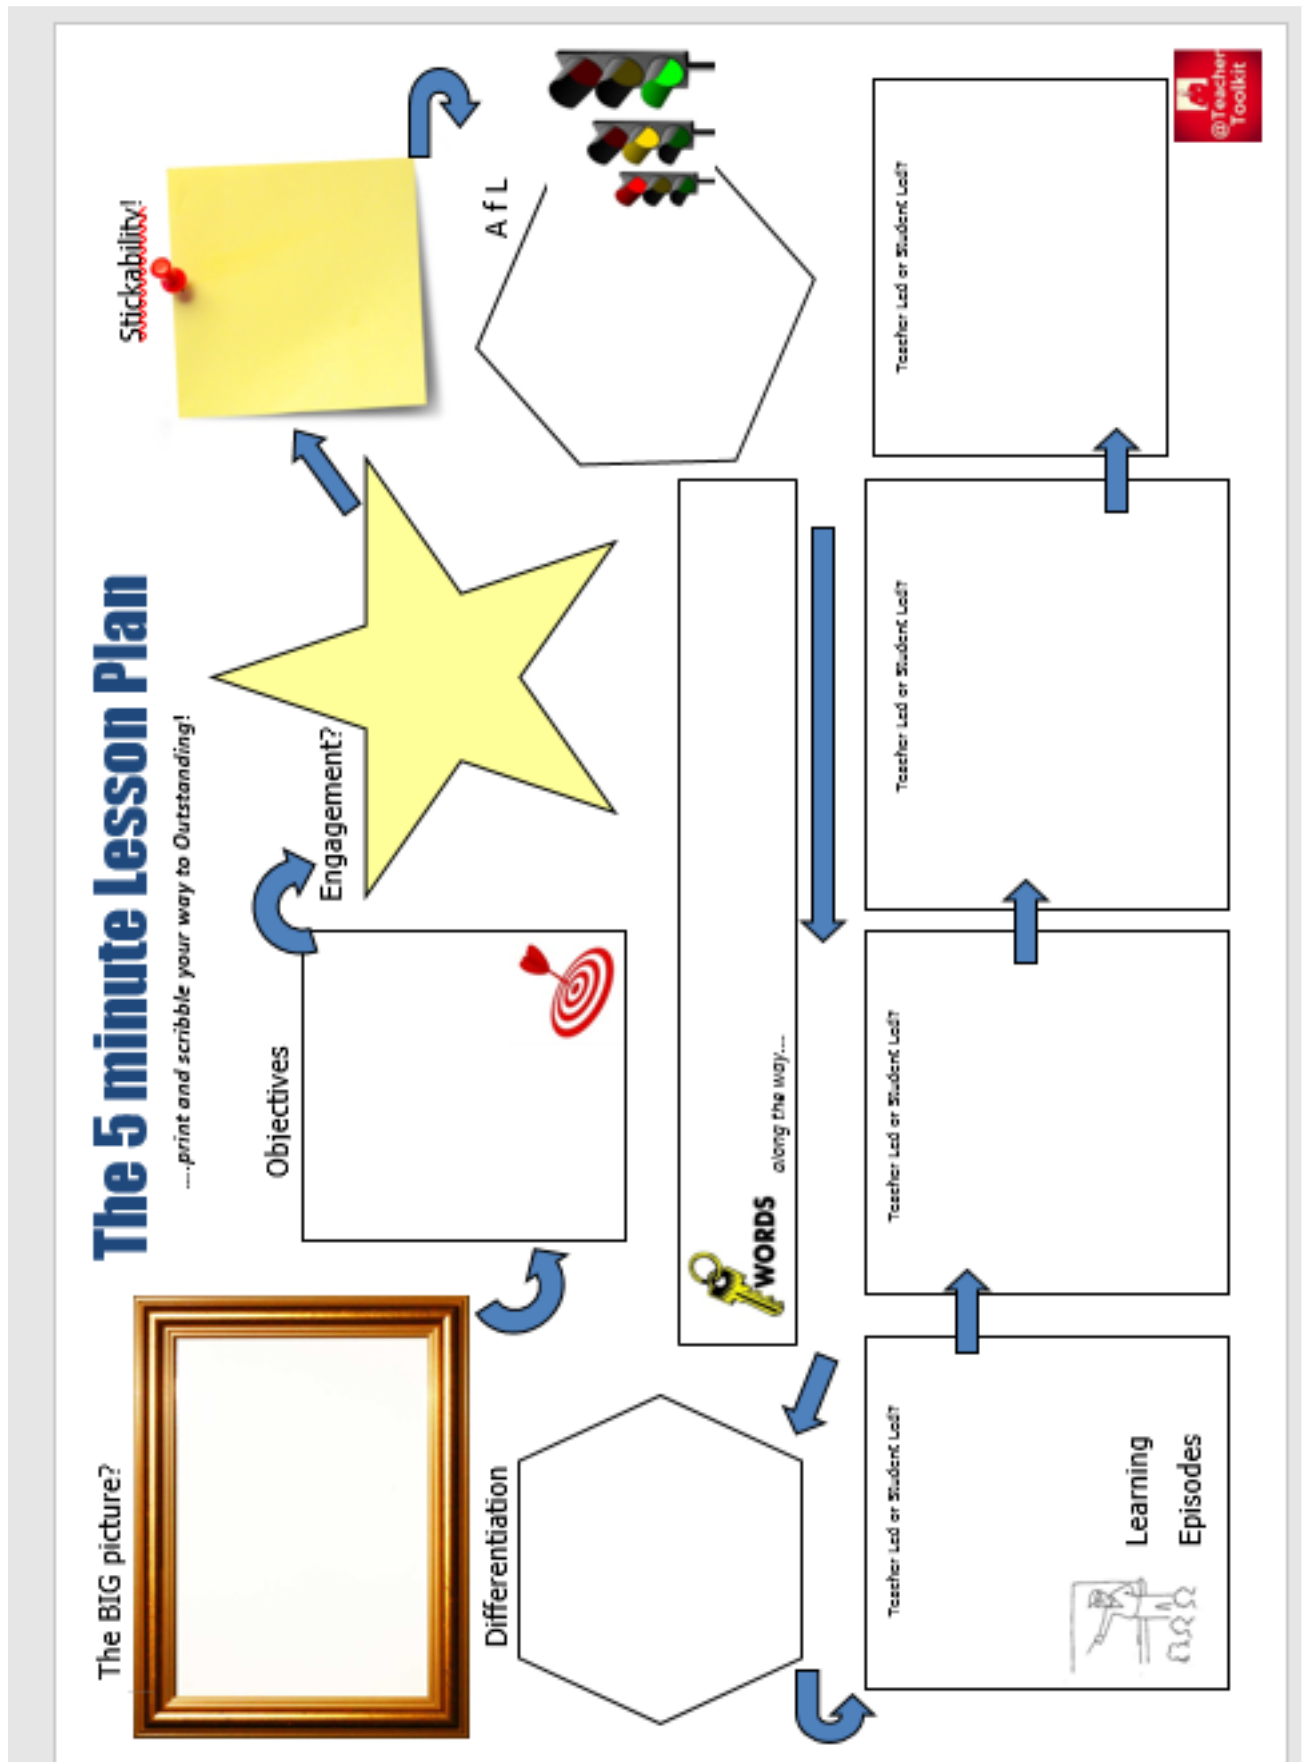 The 5 minute Lesson Plan
....print and scribble your way to Outstanding!
The BIG picture?
Objectives
Engagement?
Stickability!
A f L
WORDS
along the way...
Differentiation
Teacher Led or Student Led?
Learning
Episodes
Teacher Led or Student Led?
Teacher Led or Student Led?
Teacher Led or Student Led?
@Teacher
Toolkit